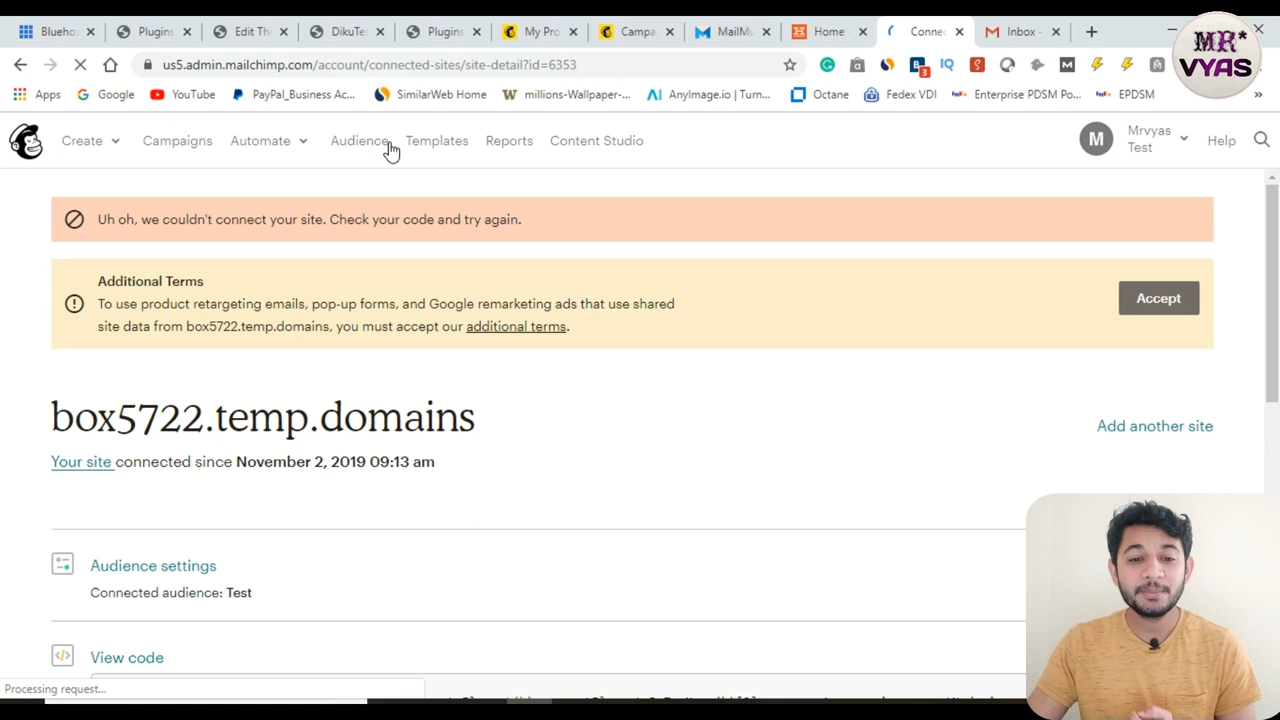 Blueho
Plugins
Edit Th
DikuTe
Plugins
My Pro
Campa
MailMu
Home -
Connec
Inbox -
us5.admin.mailchimp.com/account/connected-sites/site-detail?id=6353
3
MR*
VYAS
Apps
Google
YouTube
PayPal_Business Ac...
SimilarWeb Home
millions-Wallpaper-...
AnyImage.io | Turn...
Octane
Fedex VDI
Enterprise PDSM Po...
EPDSM
Create
Campaigns
Automate
Audience
Templates
Reports
Content Studio
M
Mrvyas
Test
Help
Uh oh, we couldn't connect your site. Check your code and try again.
Additional Terms
To use product retargeting emails, pop-up forms, and Google remarketing ads that use shared
site data from box5722.temp.domains, you must accept our additional terms.
Accept
box5722.temp.domains
Add another site
Your site connected since November 2, 2019 09:13 am
Audience settings
Connected audience: Test
View code
Processing request...